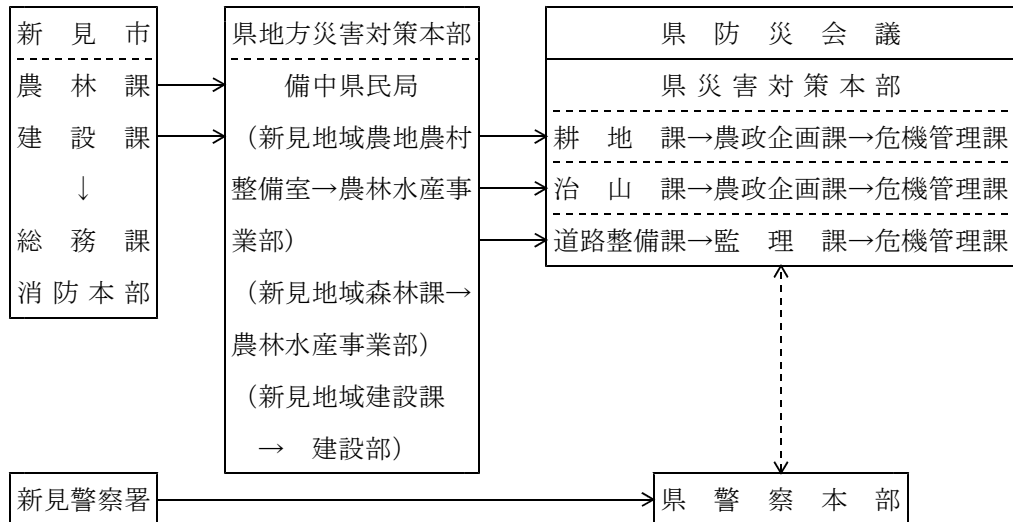 新見市
農林課
建設課
↓
総務課
消防本部
県地方災害対策本部
備中県民局
（新見地域農地農村
整備室→農林水産事
業部）
（新見地域森林課→
農林水産事業部）
（新見地域建設課
→ 建設部）
県防災会議
県災害対策本部
耕地課→農政企画課→危機管理課
治山課→農政企画課→危機管理課
道路整備課→監理課→危機管理課
新見警察署
県警察本部